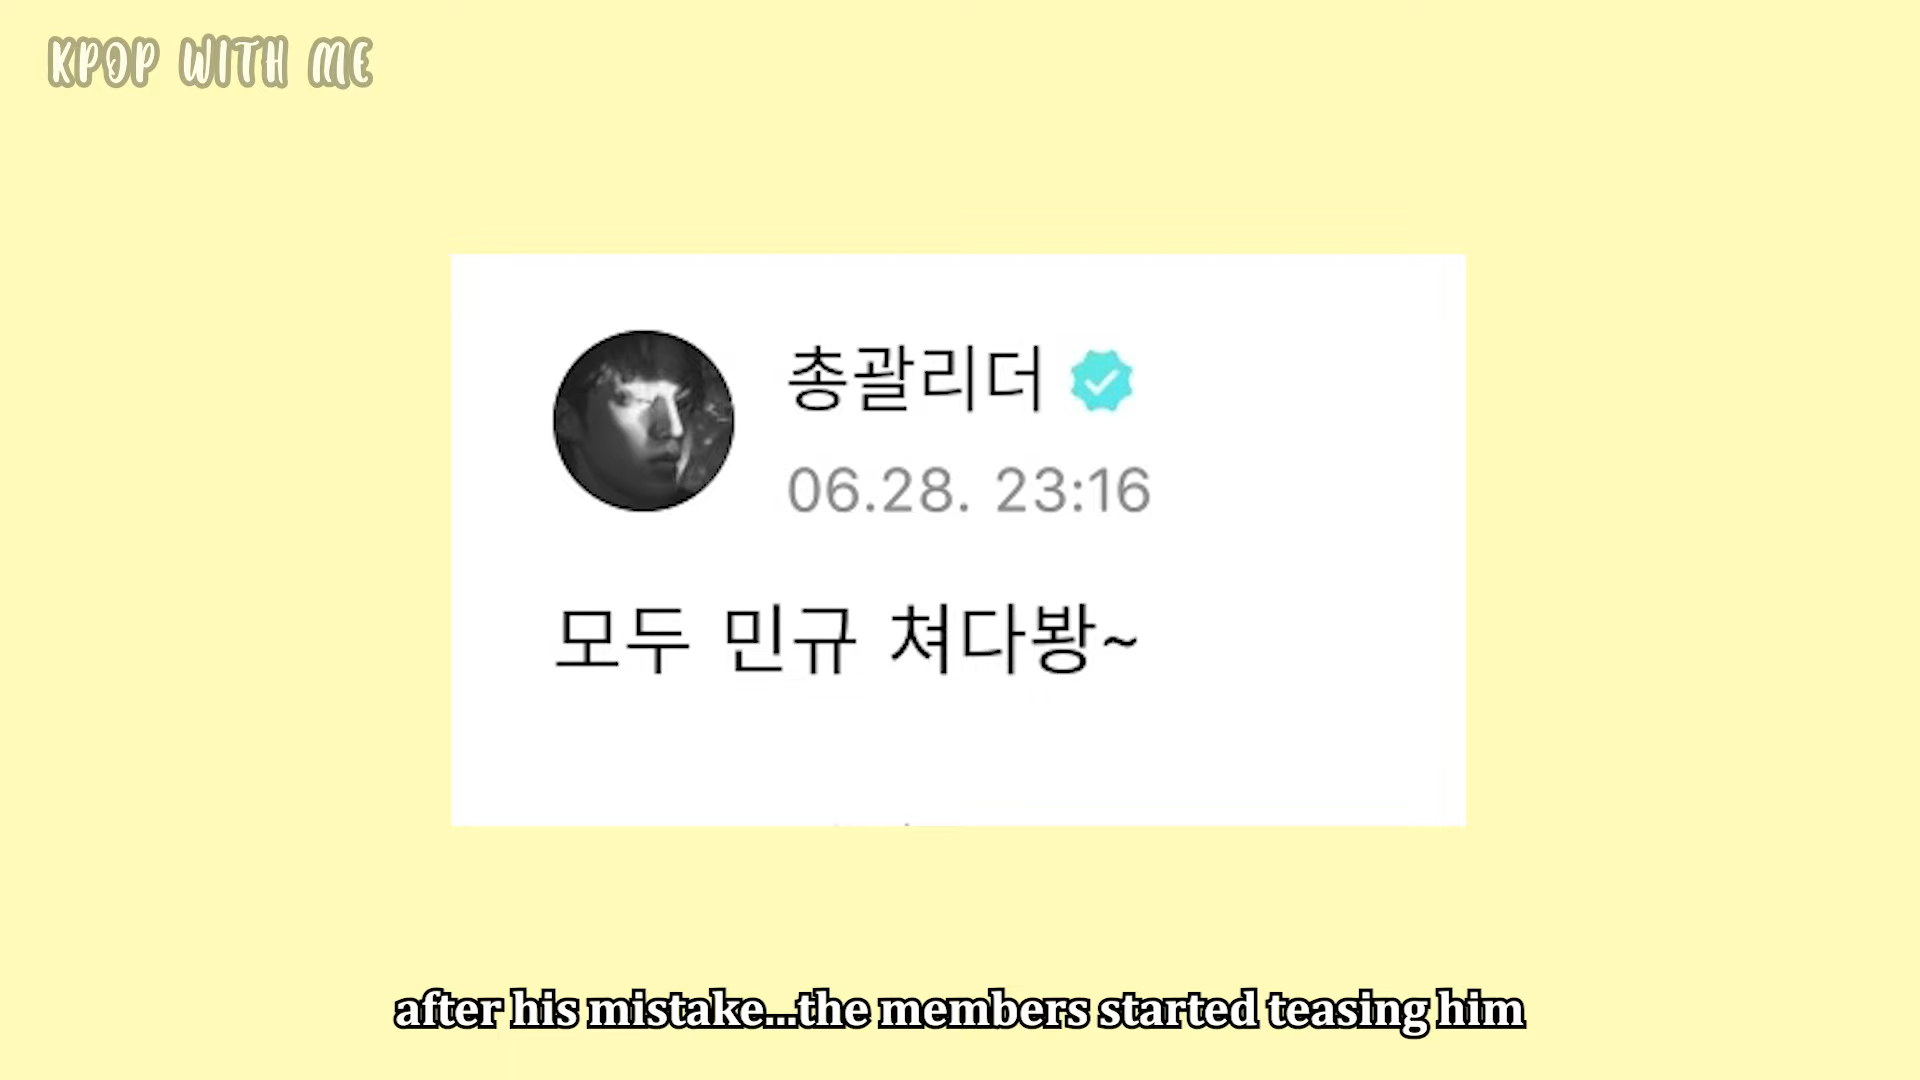 KPOP WITH ME
총괄리더
06.28. 23:16
모두 민규 쳐다봥~
after his mistake...the members started teasing him